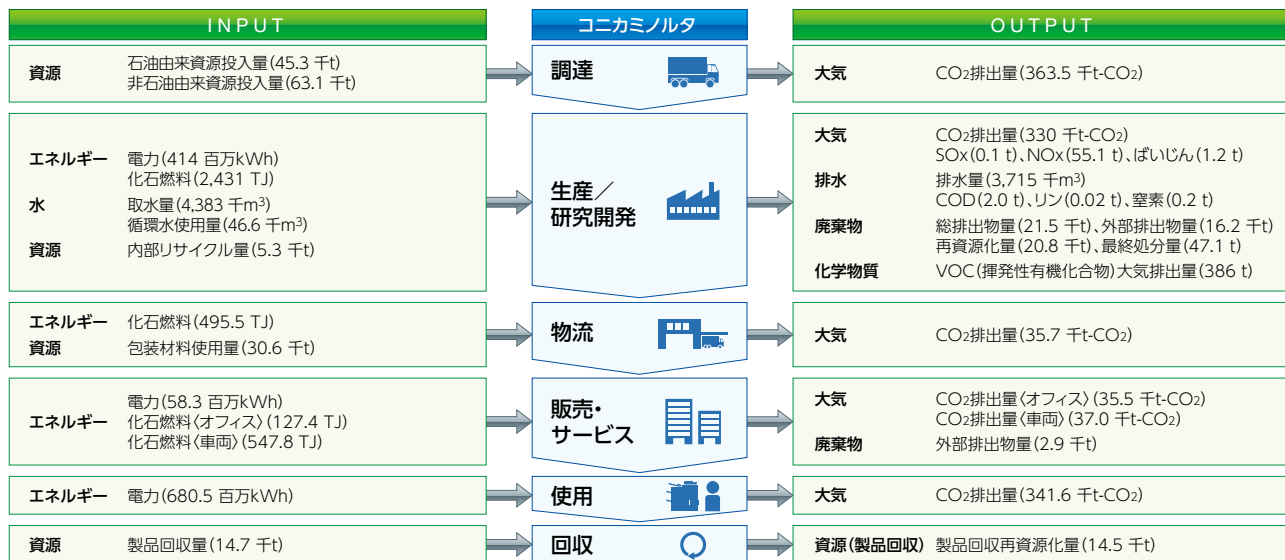 INPUT
コニカミノルタ
OUTPUT
資源 石油由来資源投入量(45.3 千t)
非石油由来資源投入量(63.1 千t)
調達
大気 CO2排出量(363.5 千t-CO2)
エネルギー 電力(414 百万kWh)
化石燃料(2,431 TJ)
水 取水量(4,383 千m³)
循環水使用量(46.6 千m³)
資源 内部リサイクル量(5.3 千t)
生産／
研究開発
大気 CO2排出量(330 千t-CO2)
SOx(0.1 t)、NOx(55.1 t)、ばいじん(1.2 t)
排水 排水量(3,715 千m³)
COD(2.0 t)、リン(0.02 t)、窒素(0.2 t)
廃棄物 総排出物量(21.5 千t)、外部排出物量(16.2 千t)
再資源化量(20.8 千t)、最終処分量(47.1 t)
化学物質 VOC(揮発性有機化合物)大気排出量(386 t)
エネルギー 化石燃料(495.5 TJ)
資源 包装材料使用量(30.6 千t)
物流
大気 CO2排出量(35.7 千t-CO2)
エネルギー 電力(58.3 百万kWh)
化石燃料〈オフィス〉(127.4 TJ)
化石燃料〈車両〉(547.8 TJ)
販売・
サービス
大気 CO2排出量〈オフィス〉(35.5 千t-CO2)
CO2排出量〈車両〉(37.0 千t-CO2)
廃棄物 外部排出物量(2.9 千t)
エネルギー 電力(680.5 百万kWh)
使用
大気 CO2排出量(341.6 千t-CO2)
資源 製品回収量(14.7 千t)
回収
資源(製品回収) 製品回収再資源化量(14.5 千t)